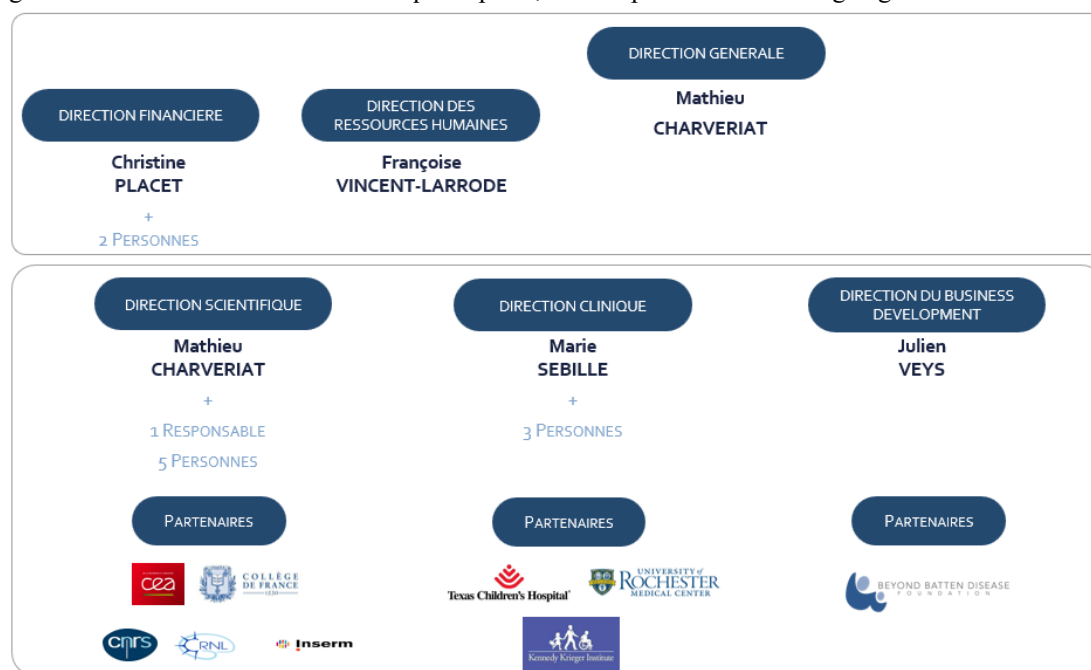 DIRECTION GENERALE
Mathieu
CHARVERIAT
DIRECTION FINANCIERE
Christine
PLACET
+
2 PERSONNES
DIRECTION DES
RESSOURCES HUMAINES
Françoise
VINCENT-LARRODE
DIRECTION SCIENTIFIQUE
Mathieu
CHARVERIAT
+
1 RESPONSABLE
5 PERSONNES
PARTENAIRES
cea
COLLÈGE
DE FRANCE
1530
cnrs
CRNL
Inserm
DIRECTION CLINIQUE
Marie
SEBILLE
+
3 PERSONNES
PARTENAIRES
Texas Children's Hospital
UNIVERSITY of
ROCHESTER
MEDICAL CENTER
Kennedy Krieger Institute
DIRECTION DU BUSINESS
DEVELOPMENT
Julien
VEYS
PARTENAIRES
BEYOND BATTEN DISEASE
FOUNDATION